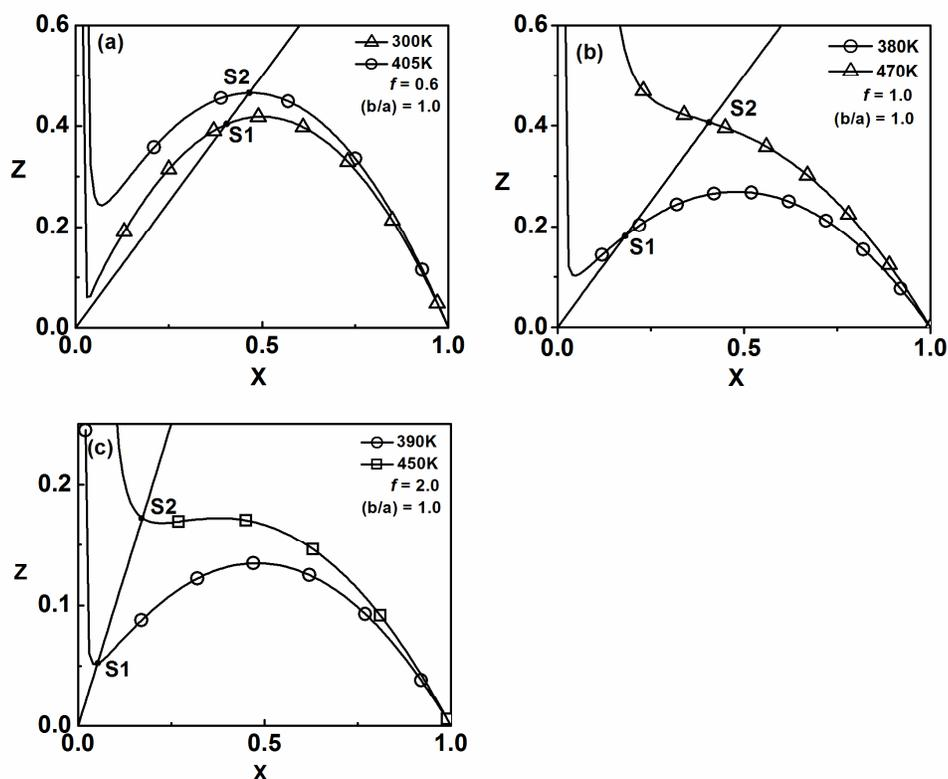 (a)
300K
405K
f = 0.6
(b/a) = 1.0
S2
S1
Z
0.6
0.4
0.2
0.0
0.0 0.5 1.0
X
(b)
380K
470K
f = 1.0
(b/a) = 1.0
S2
S1
Z
0.6
0.4
0.2
0.0
0.0 0.5 1.0
X
(c)
390K
450K
f = 2.0
(b/a) = 1.0
S2
S1
Z
0.2
0.1
0.0
0.0 0.5 1.0
X